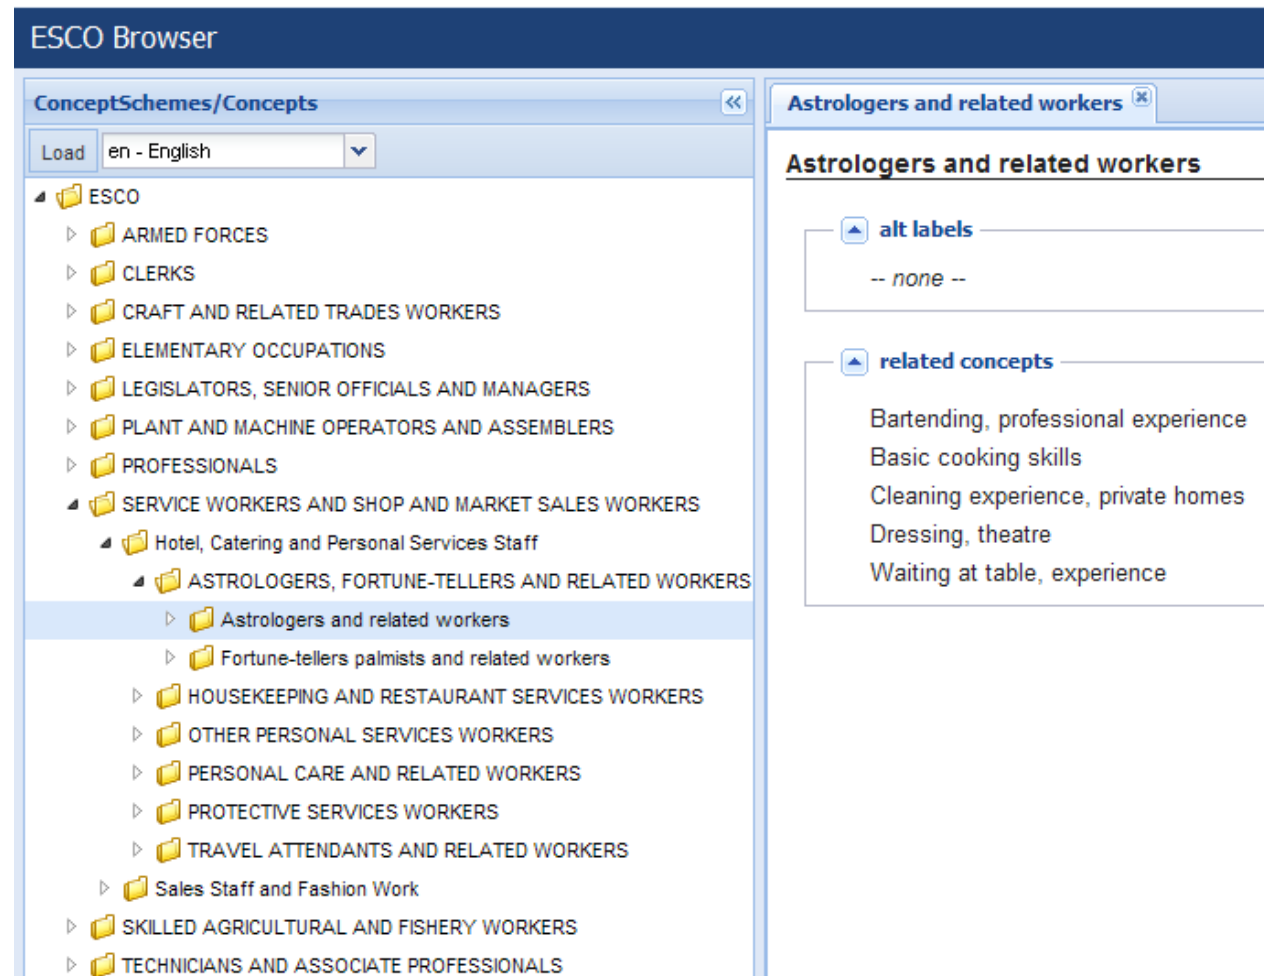 ESCO Browser
ConceptSchemes/Concepts
Load en - English
ESCO
ARMED FORCES
CLERKS
CRAFT AND RELATED TRADES WORKERS
ELEMENTARY OCCUPATIONS
LEGISLATORS, SENIOR OFFICIALS AND MANAGERS
PLANT AND MACHINE OPERATORS AND ASSEMBLERS
PROFESSIONALS
SERVICE WORKERS AND SHOP AND MARKET SALES WORKERS
Hotel, Catering and Personal Services Staff
ASTROLOGERS, FORTUNE-TELLERS AND RELATED WORKERS
Astrologers and related workers
Fortune-tellers palmists and related workers
HOUSEKEEPING AND RESTAURANT SERVICES WORKERS
OTHER PERSONAL SERVICES WORKERS
PERSONAL CARE AND RELATED WORKERS
PROTECTIVE SERVICES WORKERS
TRAVEL ATTENDANTS AND RELATED WORKERS
Sales Staff and Fashion Work
SKILLED AGRICULTURAL AND FISHERY WORKERS
TECHNICIANS AND ASSOCIATE PROFESSIONALS
Astrologers and related workers
Astrologers and related workers
alt labels
-- none --
related concepts
Bartending, professional experience
Basic cooking skills
Cleaning experience, private homes
Dressing, theatre
Waiting at table, experience